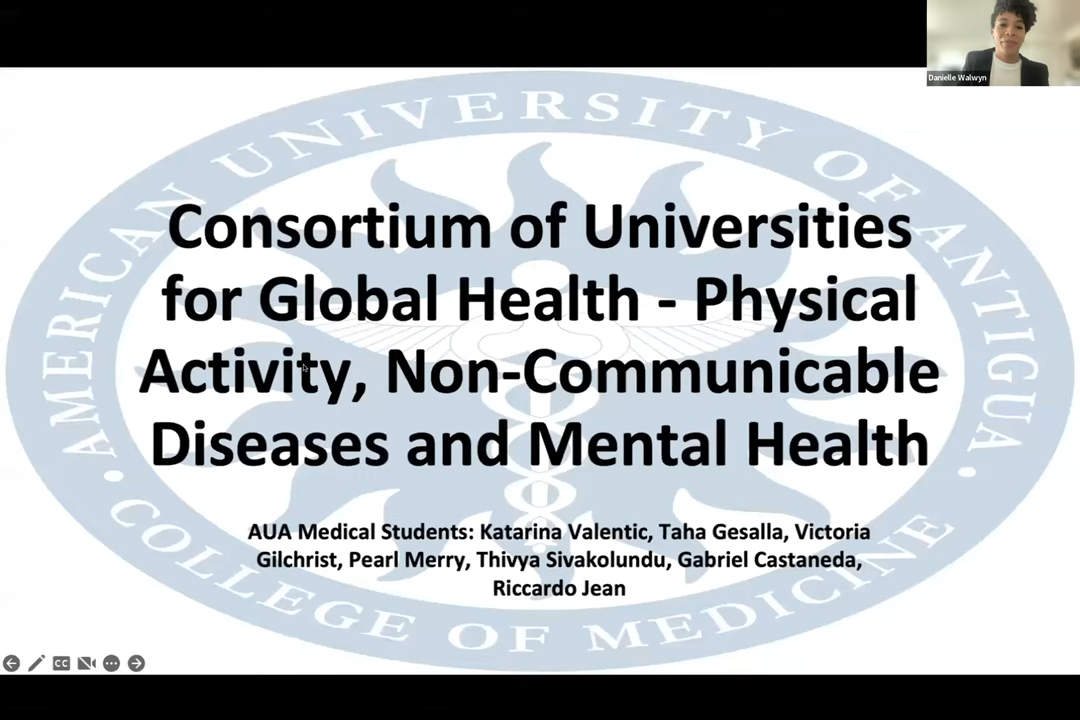 Danielle Walwyn
AMERICAN UNIVERSITY OF ANTIGUA
Consortium of Universities
for Global Health - Physical
Activity, Non-Communicable
Diseases and Mental Health
AUA Medical Students: Katarina Valentic, Taha Gesalla, Victoria
Gilchrist, Pearl Merry, Thivya Sivakolundu, Gabriel Castaneda,
Riccardo Jean
• COLLEGE OF MEDICINE •
CC